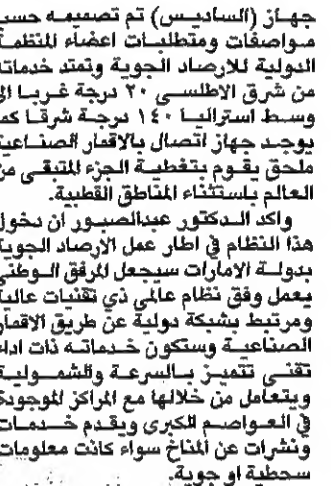 جهاز (الساديس) تم تصميمه حسب
مواصفات ومتطلبات اعضاء المنظمة
الدولية للارصاد الجوية وتمتد خدماته
من شرق الاطلسي ٢٠ درجة غربا الى
وسط استراليا ١٤٠ درجة شرقا كما
يوجد جهاز اتصال بالاقمار الصناعية
ملحق يقوم بتغطية الجزء المتبقي من
العالم باستثناء المناطق القطبية.
واكد الدكتور عبدالصبور ان دخول
هذا النظام في اطار عمل الارصاد الجوية
بدولة الامارات سيجعل المرفق الوطني
يعمل وفق نظام عالمي ذي تقنيات عالية
ومرتبط بشبكة دولية عن طريق الاقمار
الصناعية وستكون خدماته ذات اداء
تقني تتميز بالسرعة والشمولية
ويتعامل من خلالها مع المراكز الموجودة
في العواصم الكبرى ويقدم خدمات
ونشرات عن المناخ سواء كانت معلومات
سحطية او جوية.